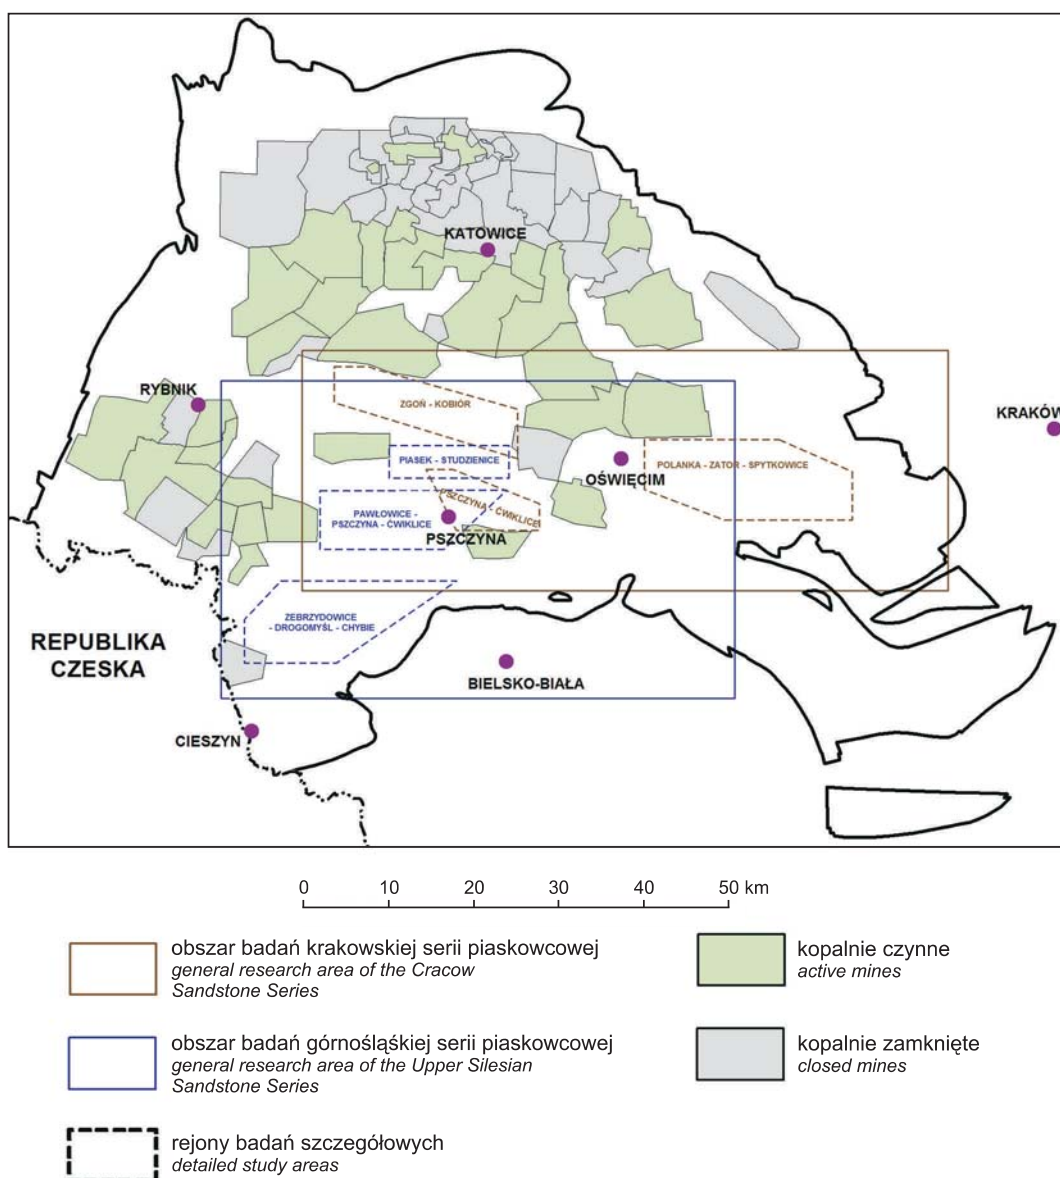 KATOWICE
RYBNIK
ZGOŃ - KOBIÓR
KRAKÓW
PIASEK - STUDZIENICE
OŚWIĘCIM
POLANKA - ZATOR - SPYTKOWICE
PSZCZYNA - ĆWIKLICE
PAWŁOWICE -
PSZCZYNA - ĆWIKLICE
PSZCZYNA
ZEBRZYDOWICE
- DROGOMYŚL - CHYBIE
REPUBLIKA
CZESKA
BIELSKO-BIAŁA
CIESZYN
0 10 20 30 40 50 km
obszar badań krakowskiej serii piaskowcowej
general research area of the Cracow
Sandstone Series
kopalnie czynne
active mines
obszar badań górnośląśkiej serii piaskowcowej
general research area of the Upper Silesian
Sandstone Series
kopalnie zamknięte
closed mines
rejony badań szczegółowych
detailed study areas